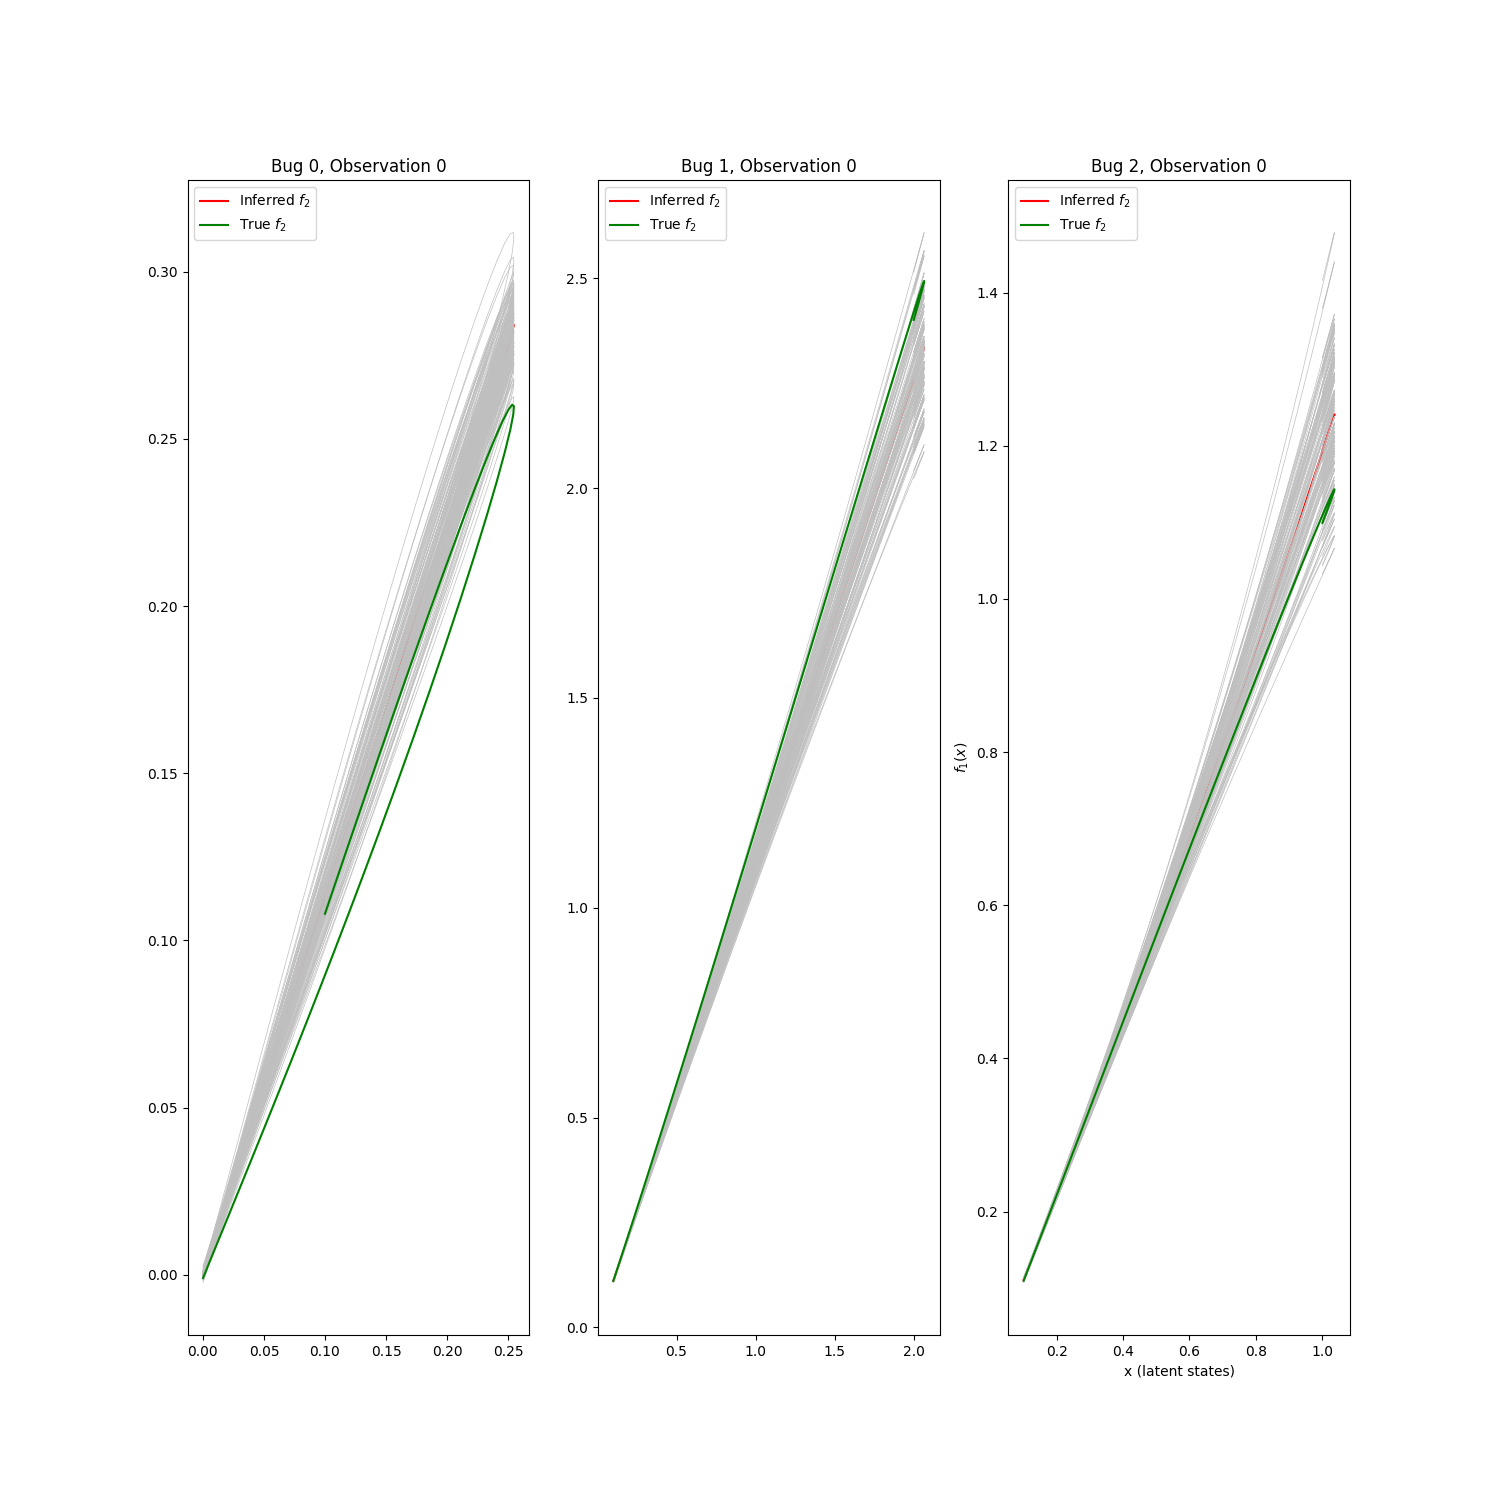 Bug 0, Observation 0
Inferred f₂
True f₂
0.30
0.25
0.20
0.15
0.10
0.05
0.00
0.00 0.05 0.10 0.15 0.20 0.25
Bug 1, Observation 0
Inferred f₂
True f₂
2.5
2.0
1.5
1.0
0.5
0.0
0.5 1.0 1.5 2.0
Bug 2, Observation 0
Inferred f₂
True f₂
1.4
1.2
1.0
0.8
0.6
0.4
0.2
f₁(x)
0.2 0.4 0.6 0.8 1.0
x (latent states)